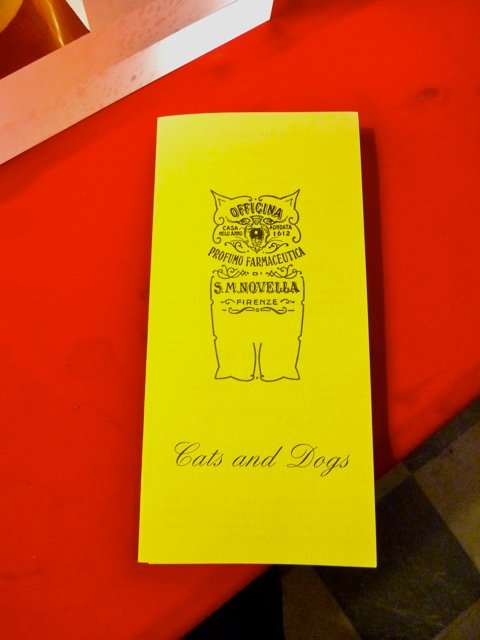 OFFICINA
CASA FONDATA
NELL'ANNO 1612
PROFUMO FARMACEUTICA
DI
S.M.NOVELLA
FIRENZE
Cats and Dogs